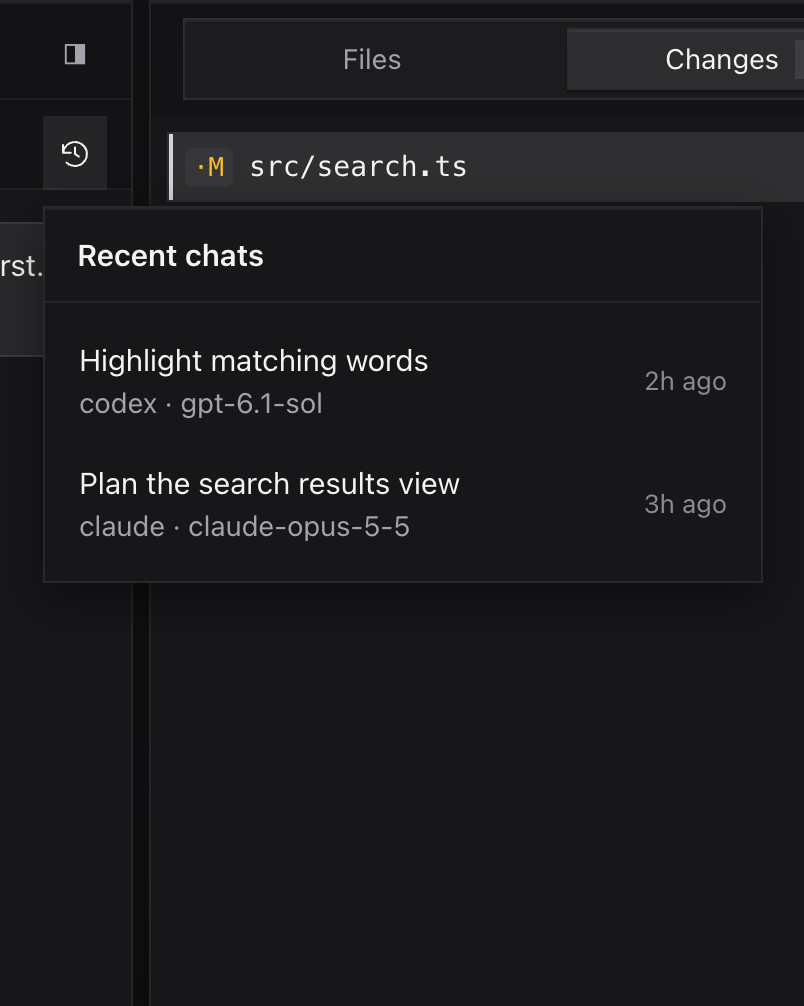 Files
Changes
·M src/search.ts
rst.
Recent chats
Highlight matching words
2h ago
codex · gpt-6.1-sol
Plan the search results view
3h ago
claude · claude-opus-5-5